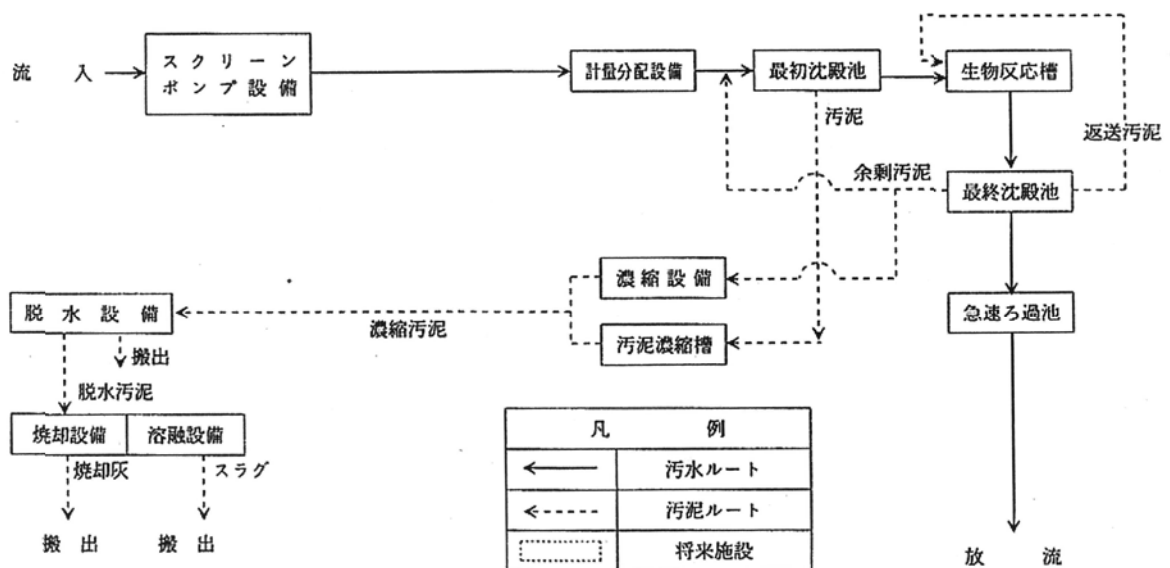 流 入
スクリーン
ポンプ設備
計量分配設備
最初沈殿池
生物反応槽
汚泥
返送汚泥
余剰汚泥
最終沈殿池
濃縮設備
脱水設備
濃縮汚泥
汚泥濃縮槽
急速ろ過池
搬出
脱水汚泥
焼却設備
溶融設備
焼却灰
スラグ
搬 出
搬 出
凡 例
汚水ルート
汚泥ルート
将来施設
放 流